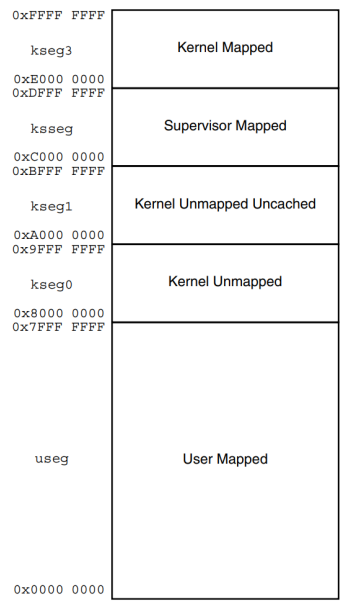 0xFFFF FFFF
kseg3
Kernel Mapped
0xE000 0000
0xDFFF FFFF
ksseg
Supervisor Mapped
0xC000 0000
0xBFFF FFFF
kseg1
Kernel Unmapped Uncached
0xA000 0000
0x9FFF FFFF
kseg0
Kernel Unmapped
0x8000 0000
0x7FFF FFFF
useg
User Mapped
0x0000 0000